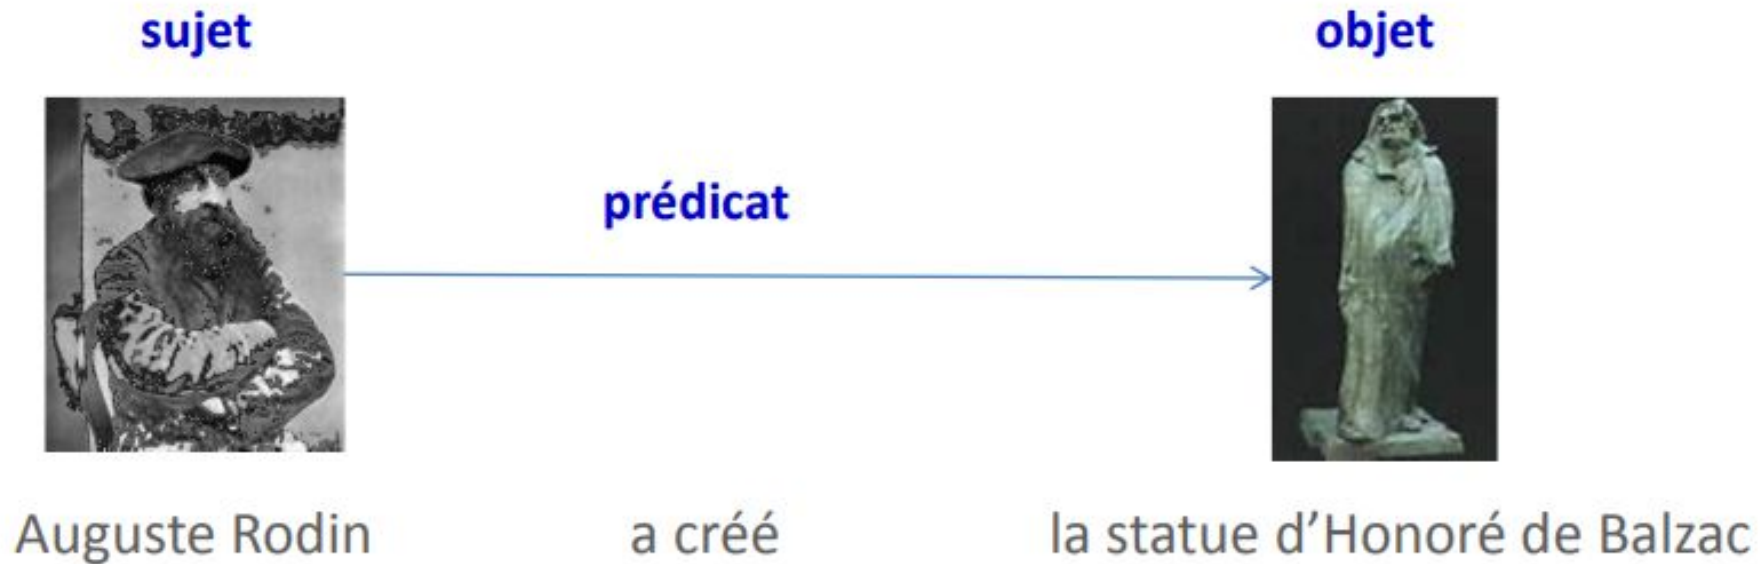 sujet
objet
prédicat
Auguste Rodin
a créé
la statue d’Honoré de Balzac